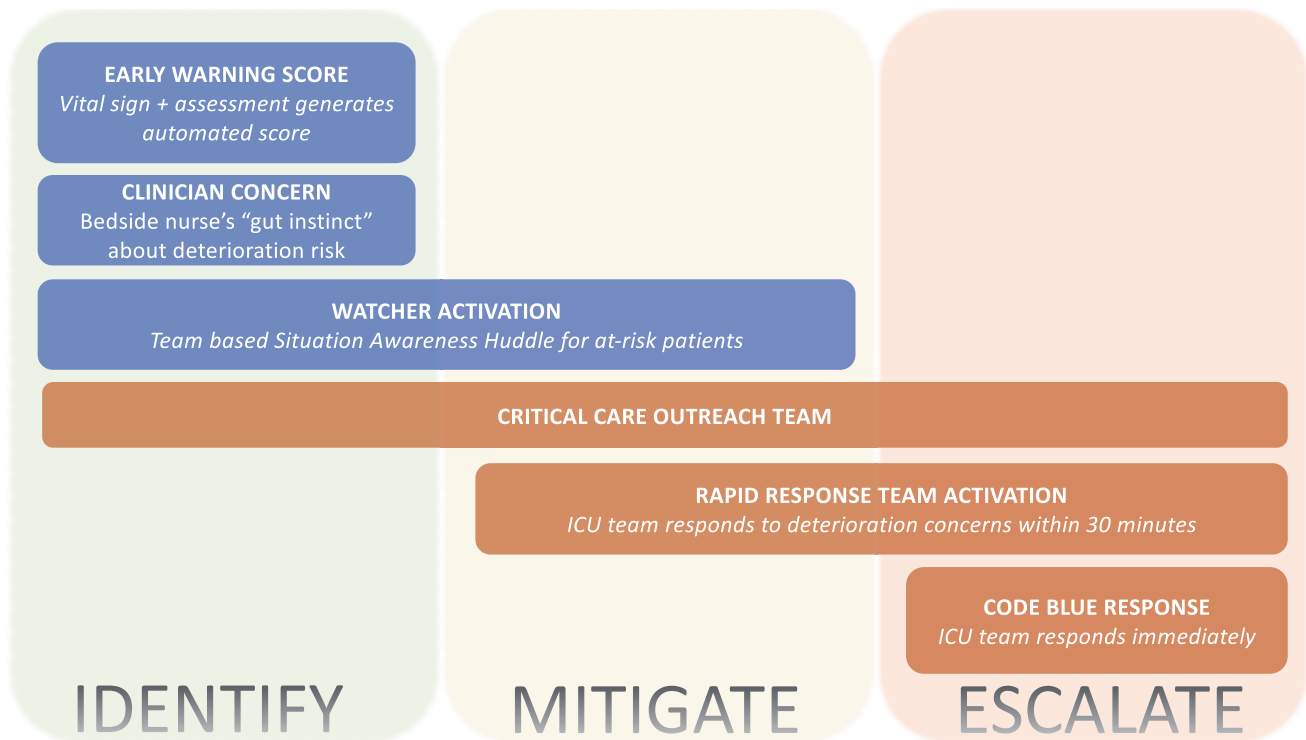 EARLY WARNING SCORE
Vital sign + assessment generates
automated score
CLINICIAN CONCERN
Bedside nurse’s “gut instinct”
about deterioration risk
WATCHER ACTIVATION
Team based Situation Awareness Huddle for at-risk patients
CRITICAL CARE OUTREACH TEAM
RAPID RESPONSE TEAM ACTIVATION
ICU team responds to deterioration concerns within 30 minutes
CODE BLUE RESPONSE
ICU team responds immediately
IDENTIFY
MITIGATE
ESCALATE